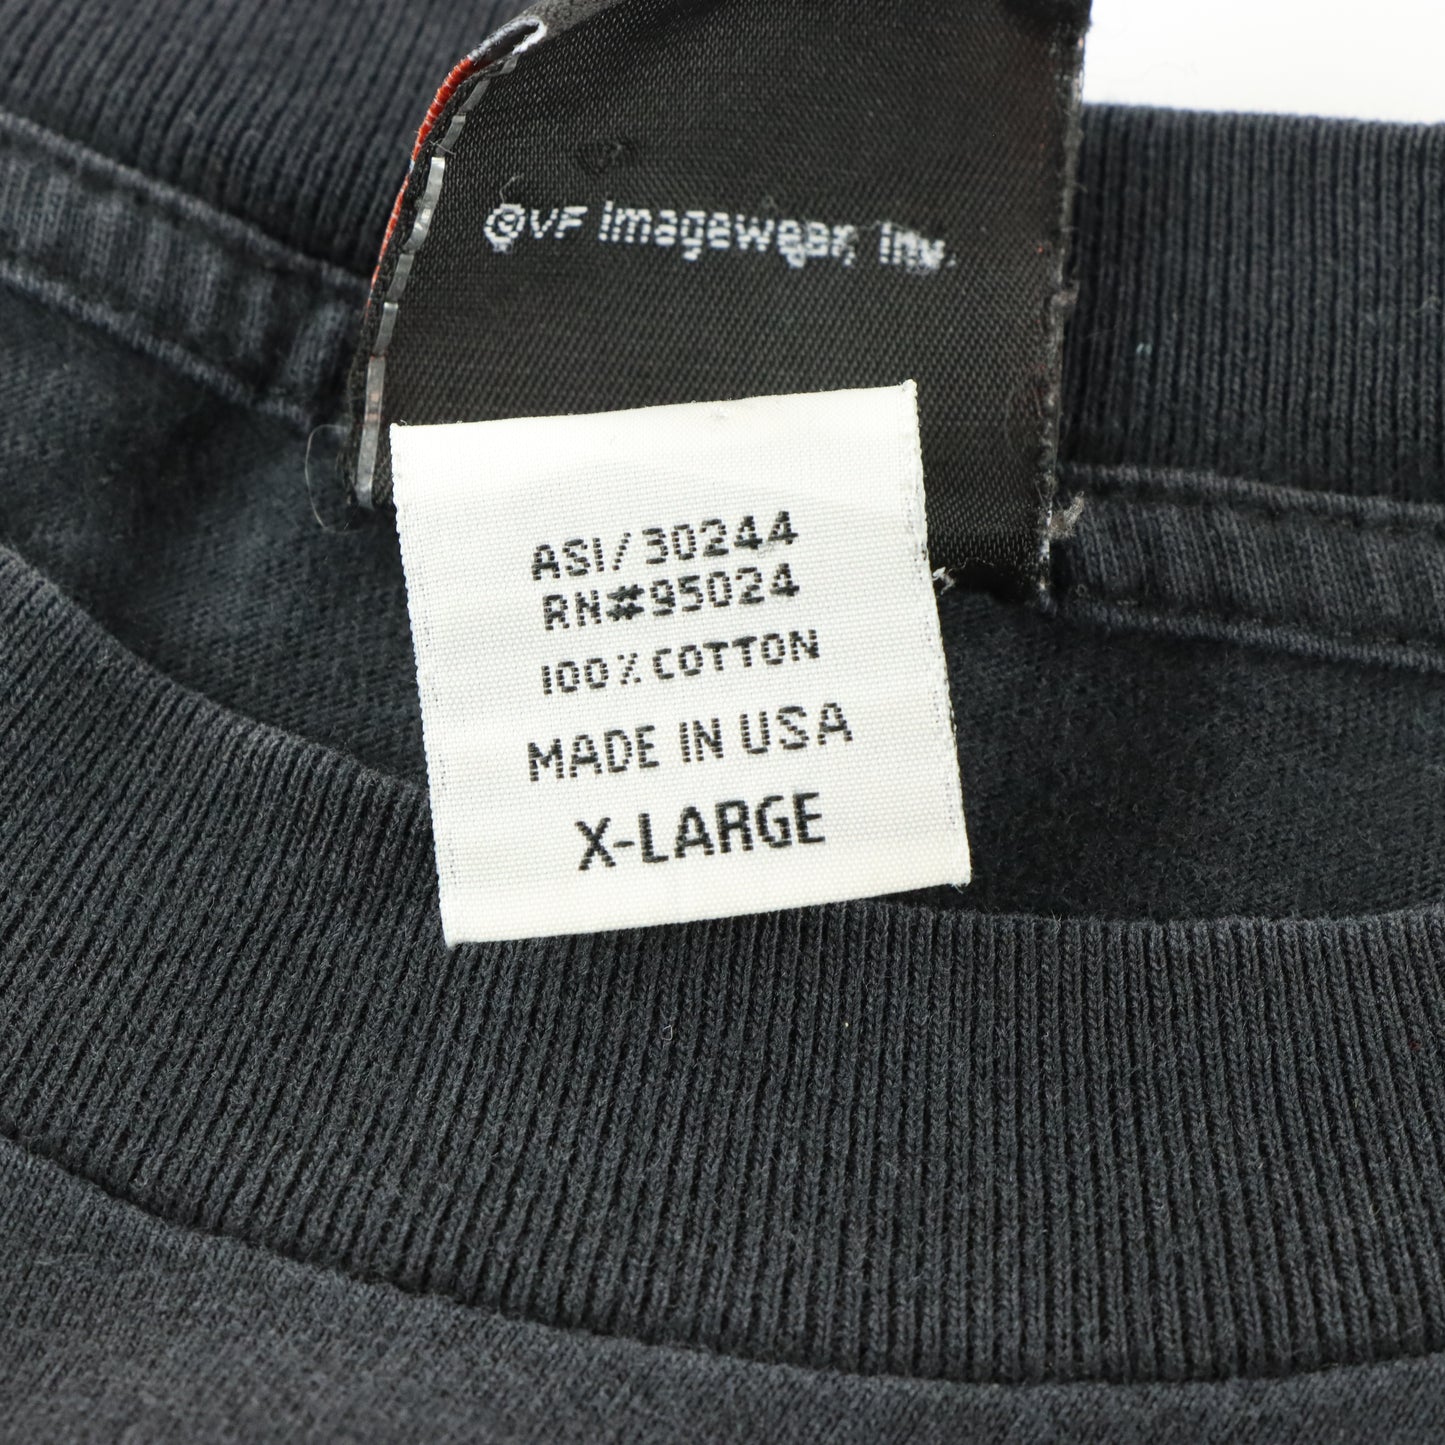 ©VF Imagewear, Inc.
ASI/30244
RN#95024
100% COTTON
MADE IN USA
X-LARGE